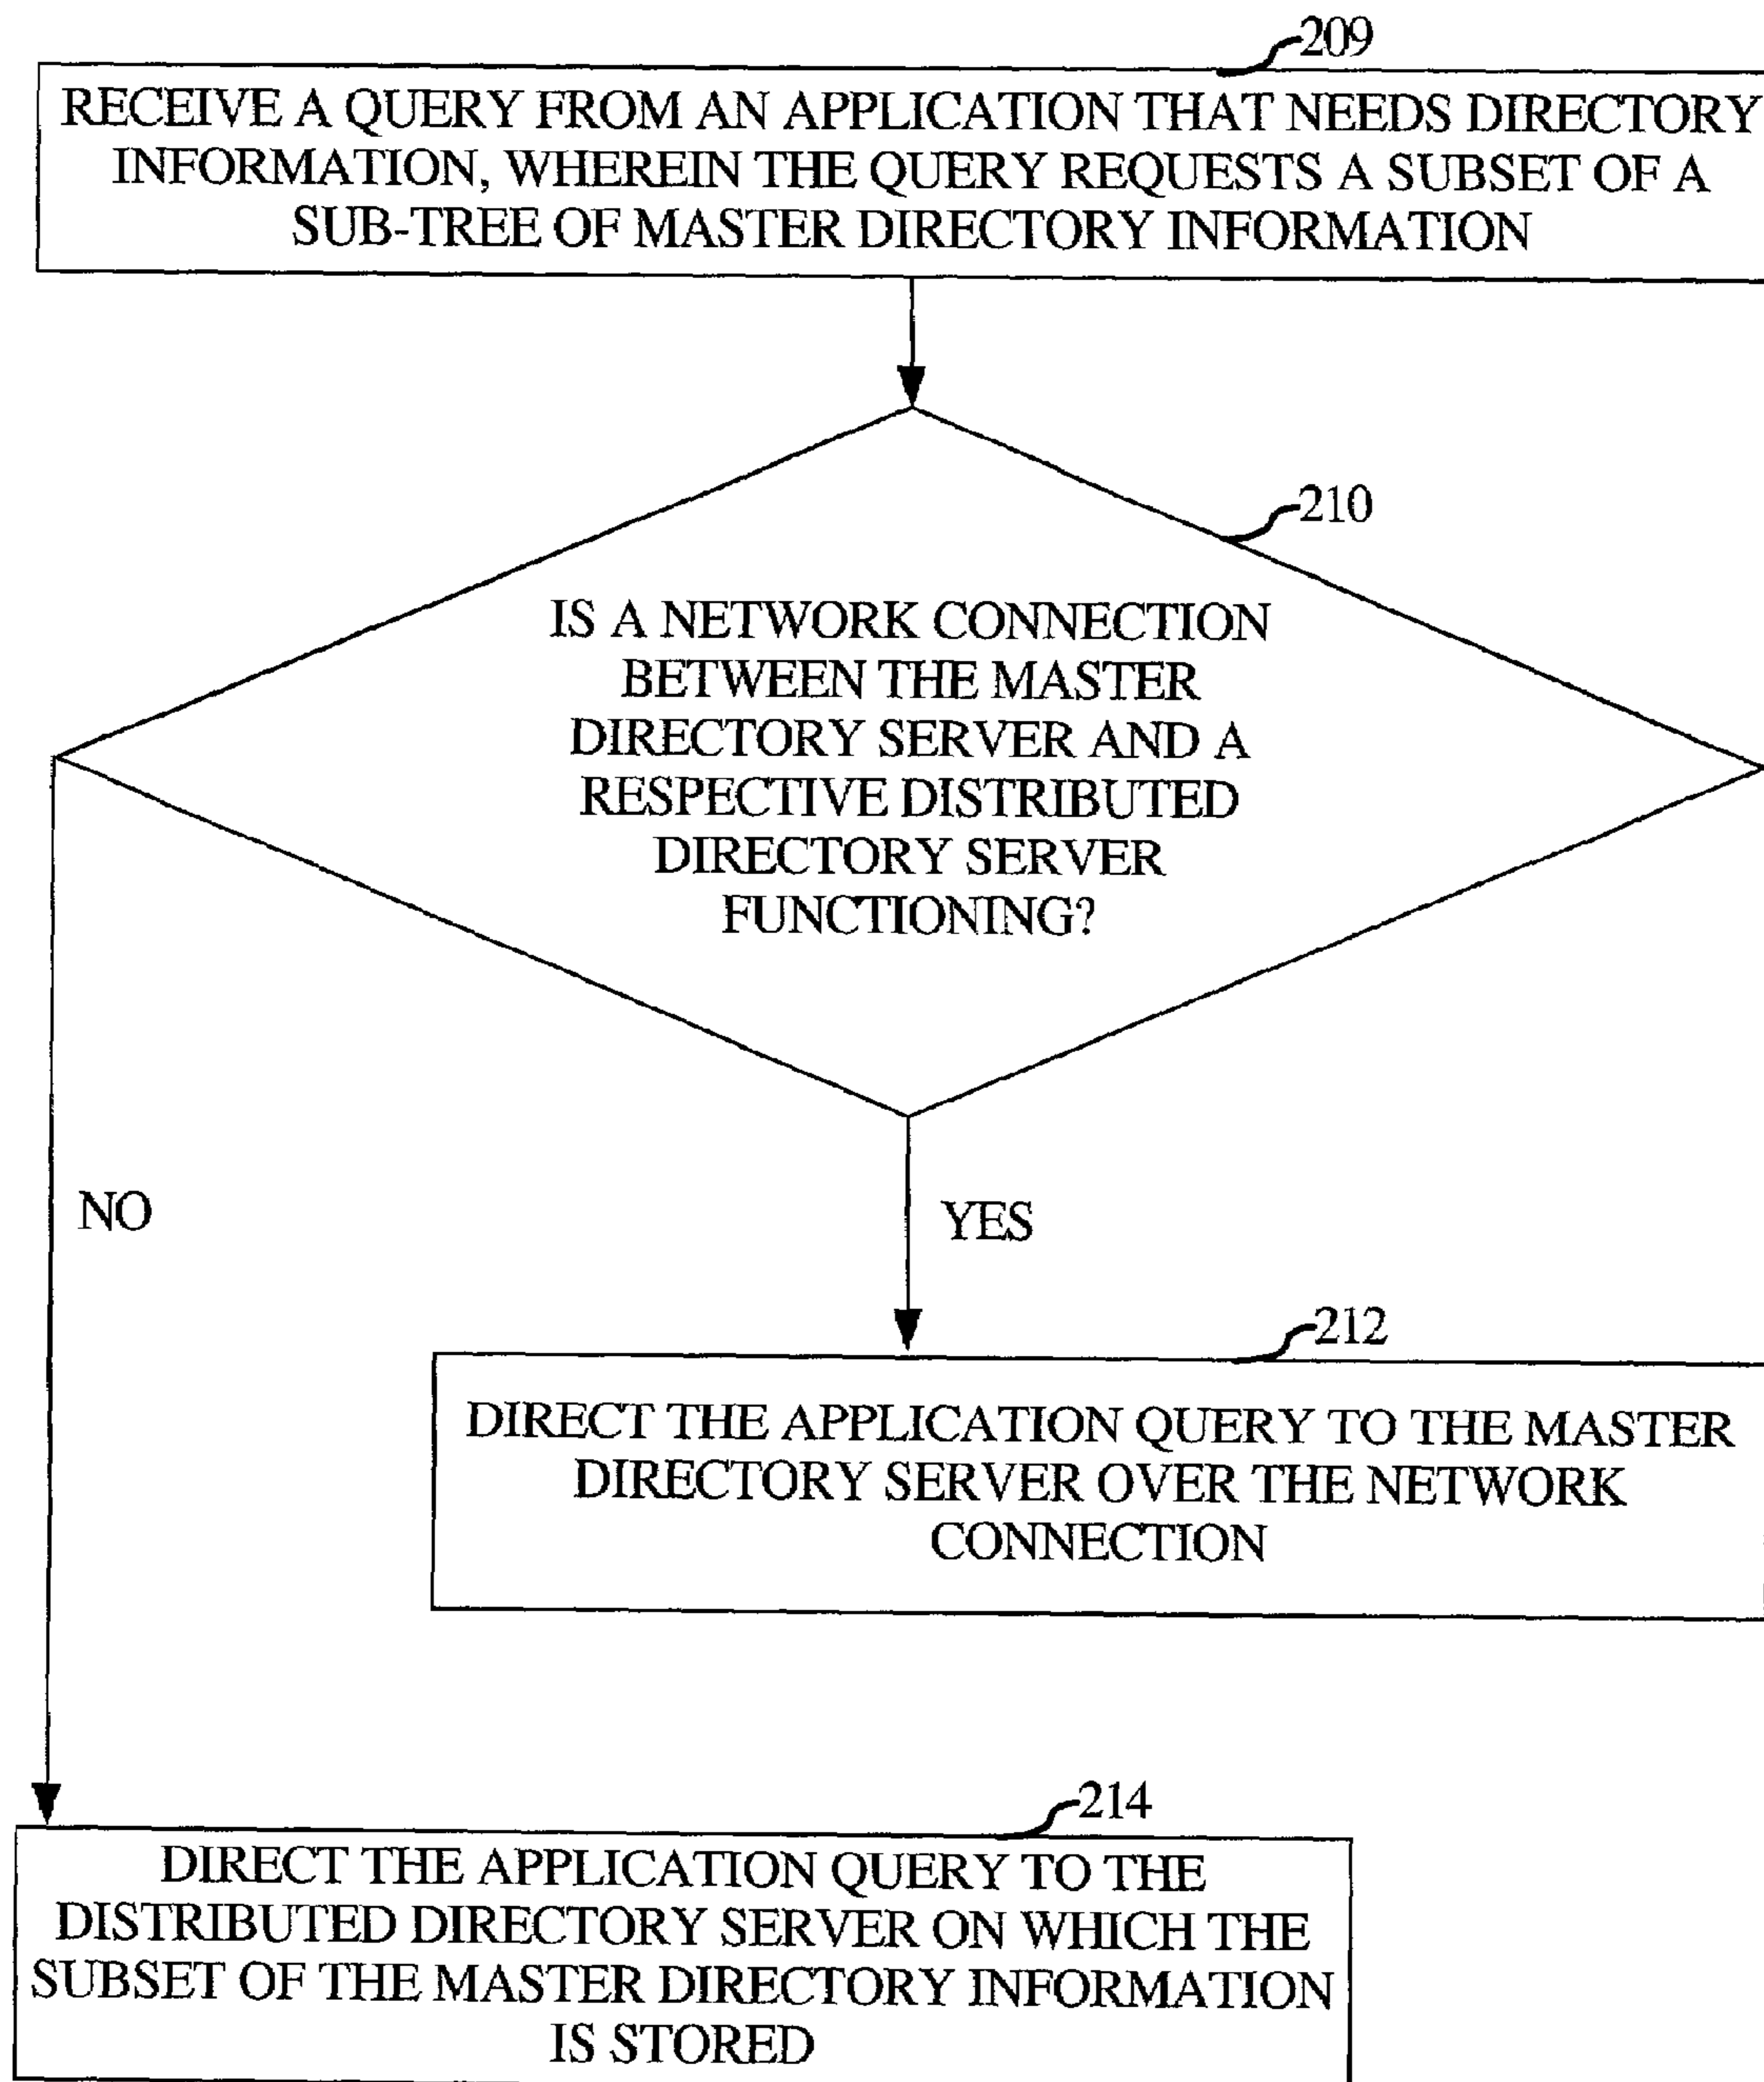 209
RECEIVE A QUERY FROM AN APPLICATION THAT NEEDS DIRECTORY
INFORMATION, WHEREIN THE QUERY REQUESTS A SUBSET OF A
SUB-TREE OF MASTER DIRECTORY INFORMATION
210
IS A NETWORK CONNECTION
BETWEEN THE MASTER
DIRECTORY SERVER AND A
RESPECTIVE DISTRIBUTED
DIRECTORY SERVER
FUNCTIONING?
NO
YES
212
DIRECT THE APPLICATION QUERY TO THE MASTER
DIRECTORY SERVER OVER THE NETWORK
CONNECTION
214
DIRECT THE APPLICATION QUERY TO THE
DISTRIBUTED DIRECTORY SERVER ON WHICH THE
SUBSET OF THE MASTER DIRECTORY INFORMATION
IS STORED